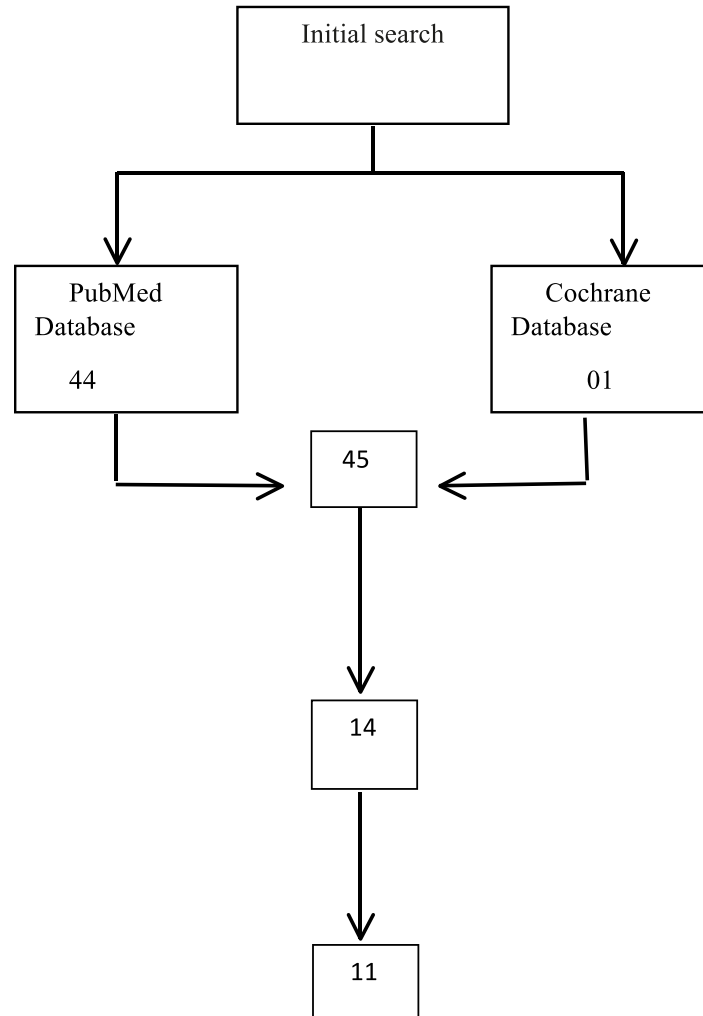 Initial search
PubMed
Database
44
Cochrane
Database
01
45
14
11